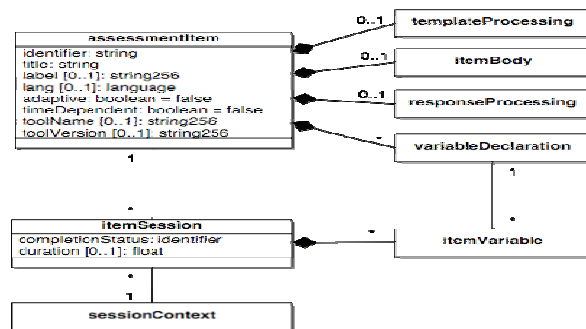 assessmentItem
identifier: string
title: string
label [0..1]: string256
lang [0..1]: language
adaptive: boolean = false
timeDependent: boolean = false
toolName [0..1]: string256
toolVersion [0..1]: string256
0..1
templateProcessing
0..1
itemBody
0..1
responseProcessing
*
variableDeclaration
1
1
*
*
itemSession
completionStatus: identifier
duration [0..1]: float
*
itemVariable
*
1
sessionContext